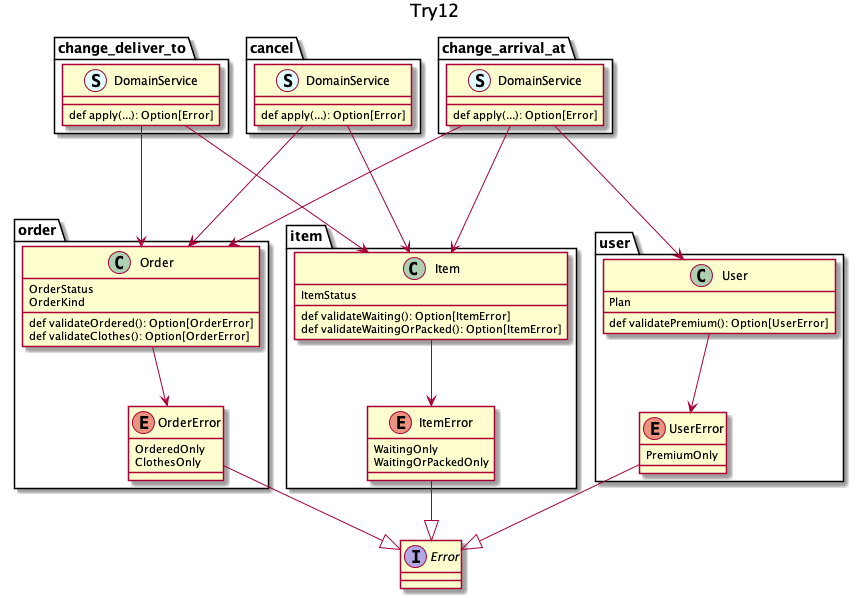 Try12
change_deliver_to
S DomainService
def apply(...): Option[Error]
cancel
S DomainService
def apply(...): Option[Error]
change_arrival_at
S DomainService
def apply(...): Option[Error]
order
C Order
OrderStatus
OrderKind
def validateOrdered(): Option[OrderError]
def validateClothes(): Option[OrderError]
E OrderError
OrderedOnly
ClothesOnly
item
C Item
ItemStatus
def validateWaiting(): Option[ItemError]
def validateWaitingOrPacked(): Option[ItemError]
E ItemError
WaitingOnly
WaitingOrPackedOnly
user
C User
Plan
def validatePremium(): Option[UserError]
E UserError
PremiumOnly
I Error